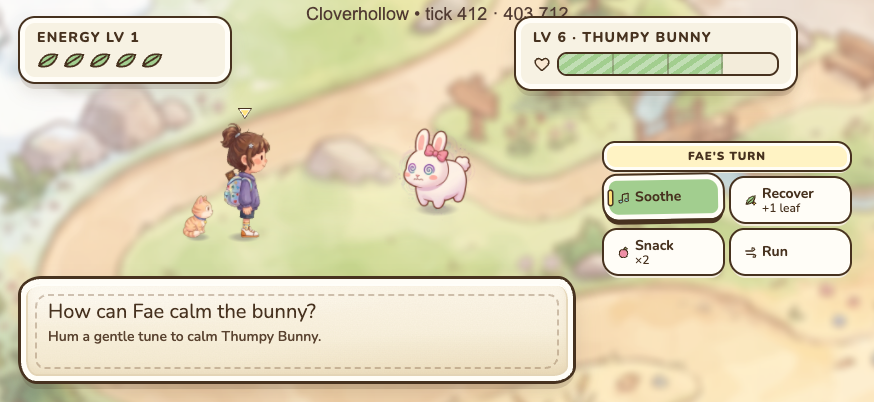 Cloverhollow • tick 412 · 403,712
ENERGY LV 1
LV 6 · THUMPY BUNNY
FAE'S TURN
Soothe
Recover
+1 leaf
Snack
×2
Run
How can Fae calm the bunny?
Hum a gentle tune to calm Thumpy Bunny.